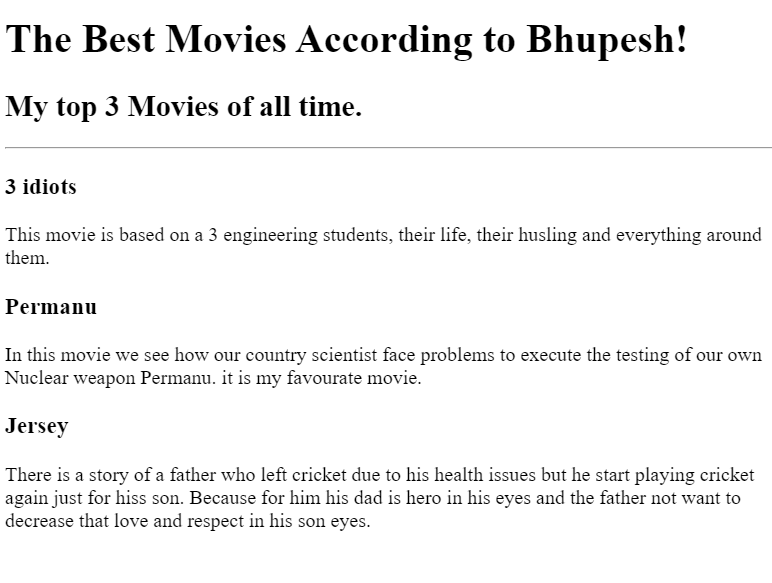 The Best Movies According to Bhupesh!
My top 3 Movies of all time.
3 idiots
This movie is based on a 3 engineering students, their life, their husling and everything around
them.
Permanu
In this movie we see how our country scientist face problems to execute the testing of our own
Nuclear weapon Permanu. it is my favourate movie.
Jersey
There is a story of a father who left cricket due to his health issues but he start playing cricket
again just for hiss son. Because for him his dad is hero in his eyes and the father not want to
decrease that love and respect in his son eyes.